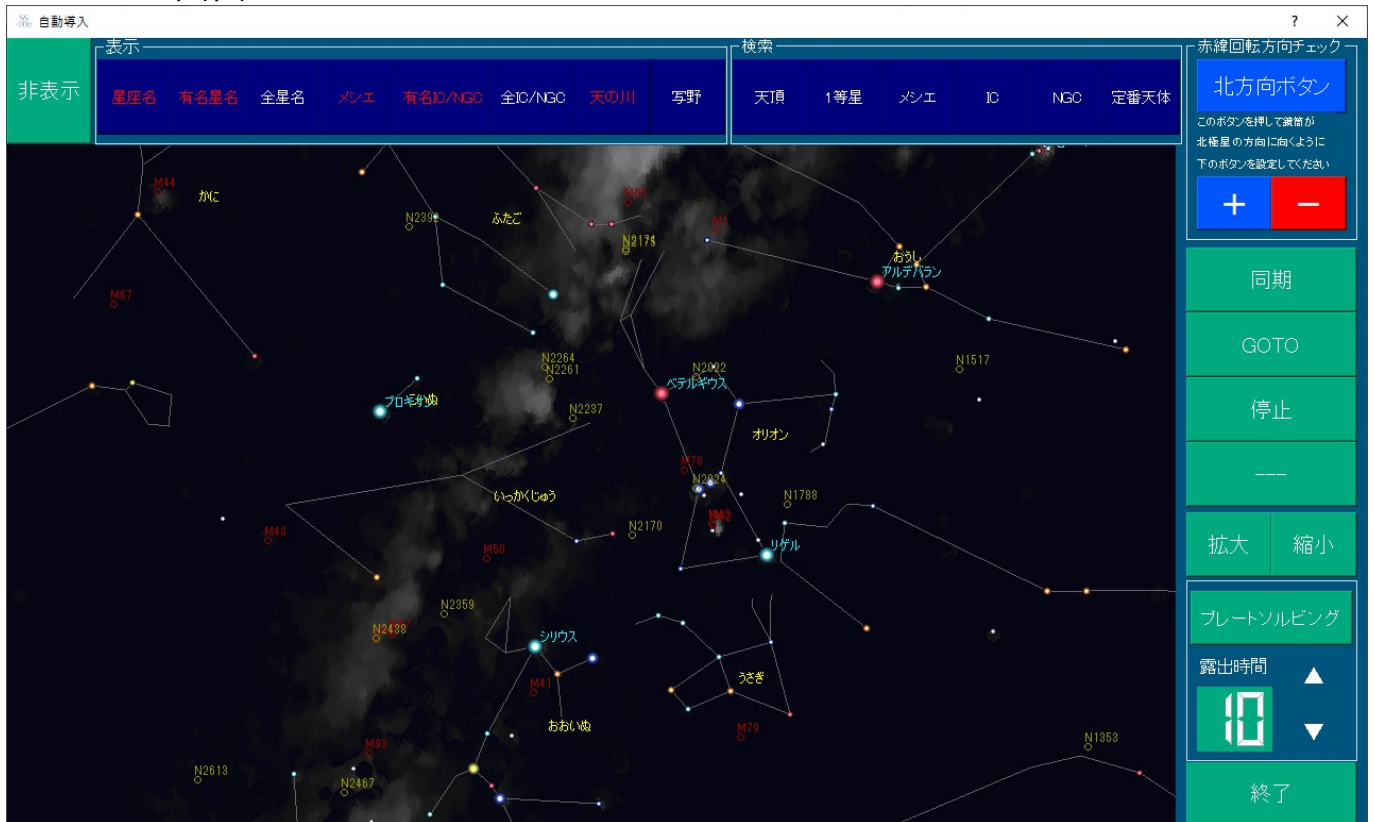 自動導入
? ×
非表示
表示
星座名 有名星名 全星名 メシエ 有名IC/NGC 全IC/NGC 天の川 写野
検索
天頂 1等星 メシエ IC NGC 定番天体
赤緯回転方向チェック
北方向ボタン
このボタンを押して鏡筒が
北極星の方向に向くように
下のボタンを設定してください
+ −
同期
GOTO
停止
---
拡大 縮小
プレートソルビング
露出時間
10
▲
▼
終了
M44
かに
N2392
ふたご
M35
M1
おうし
アルデバラン
M67
N2264
N2261
N2022
N1517
ベテルギウス
プロキオン
N2237
オリオン
M78
N2024
いっかくじゅう
N1788
M42
N2170
M48
M50
リゲル
N2359
N2438
シリウス
うさぎ
M41
おおいぬ
M79
M93
N1353
N2613
N2467